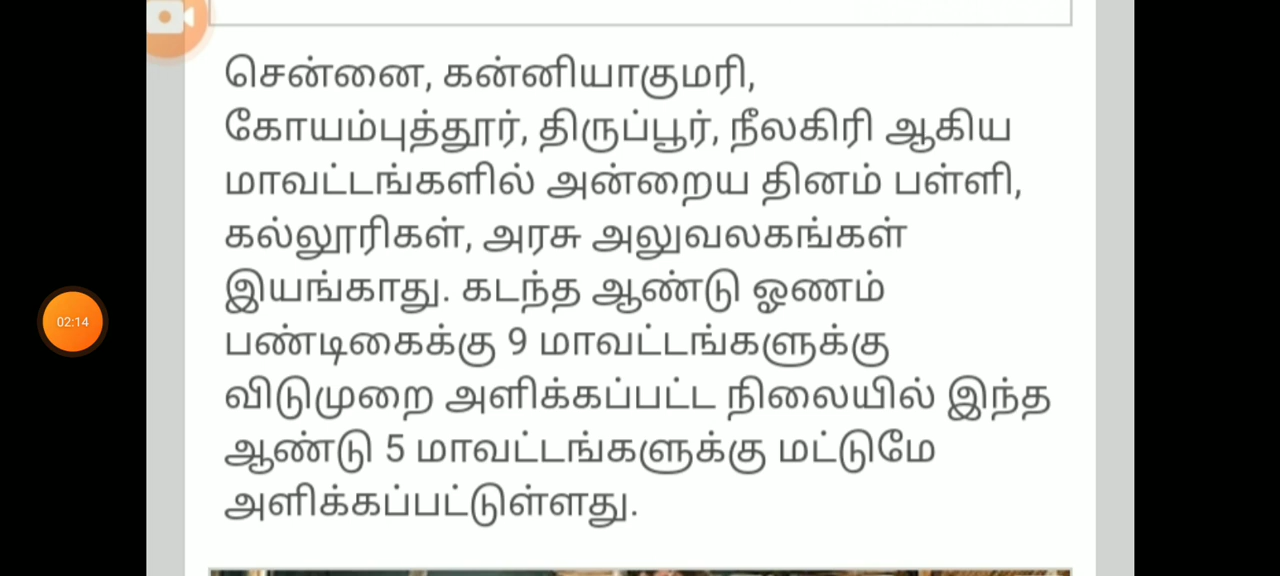 சென்னை, கன்னியாகுமரி,
கோயம்புத்தூர், திருப்பூர், நீலகிரி ஆகிய
மாவட்டங்களில் அன்றைய தினம் பள்ளி,
கல்லூரிகள், அரசு அலுவலகங்கள்
இயங்காது. கடந்த ஆண்டு ஓணம்
பண்டிகைக்கு 9 மாவட்டங்களுக்கு
விடுமுறை அளிக்கப்பட்ட நிலையில் இந்த
ஆண்டு 5 மாவட்டங்களுக்கு மட்டுமே
அளிக்கப்பட்டுள்ளது.
02:14